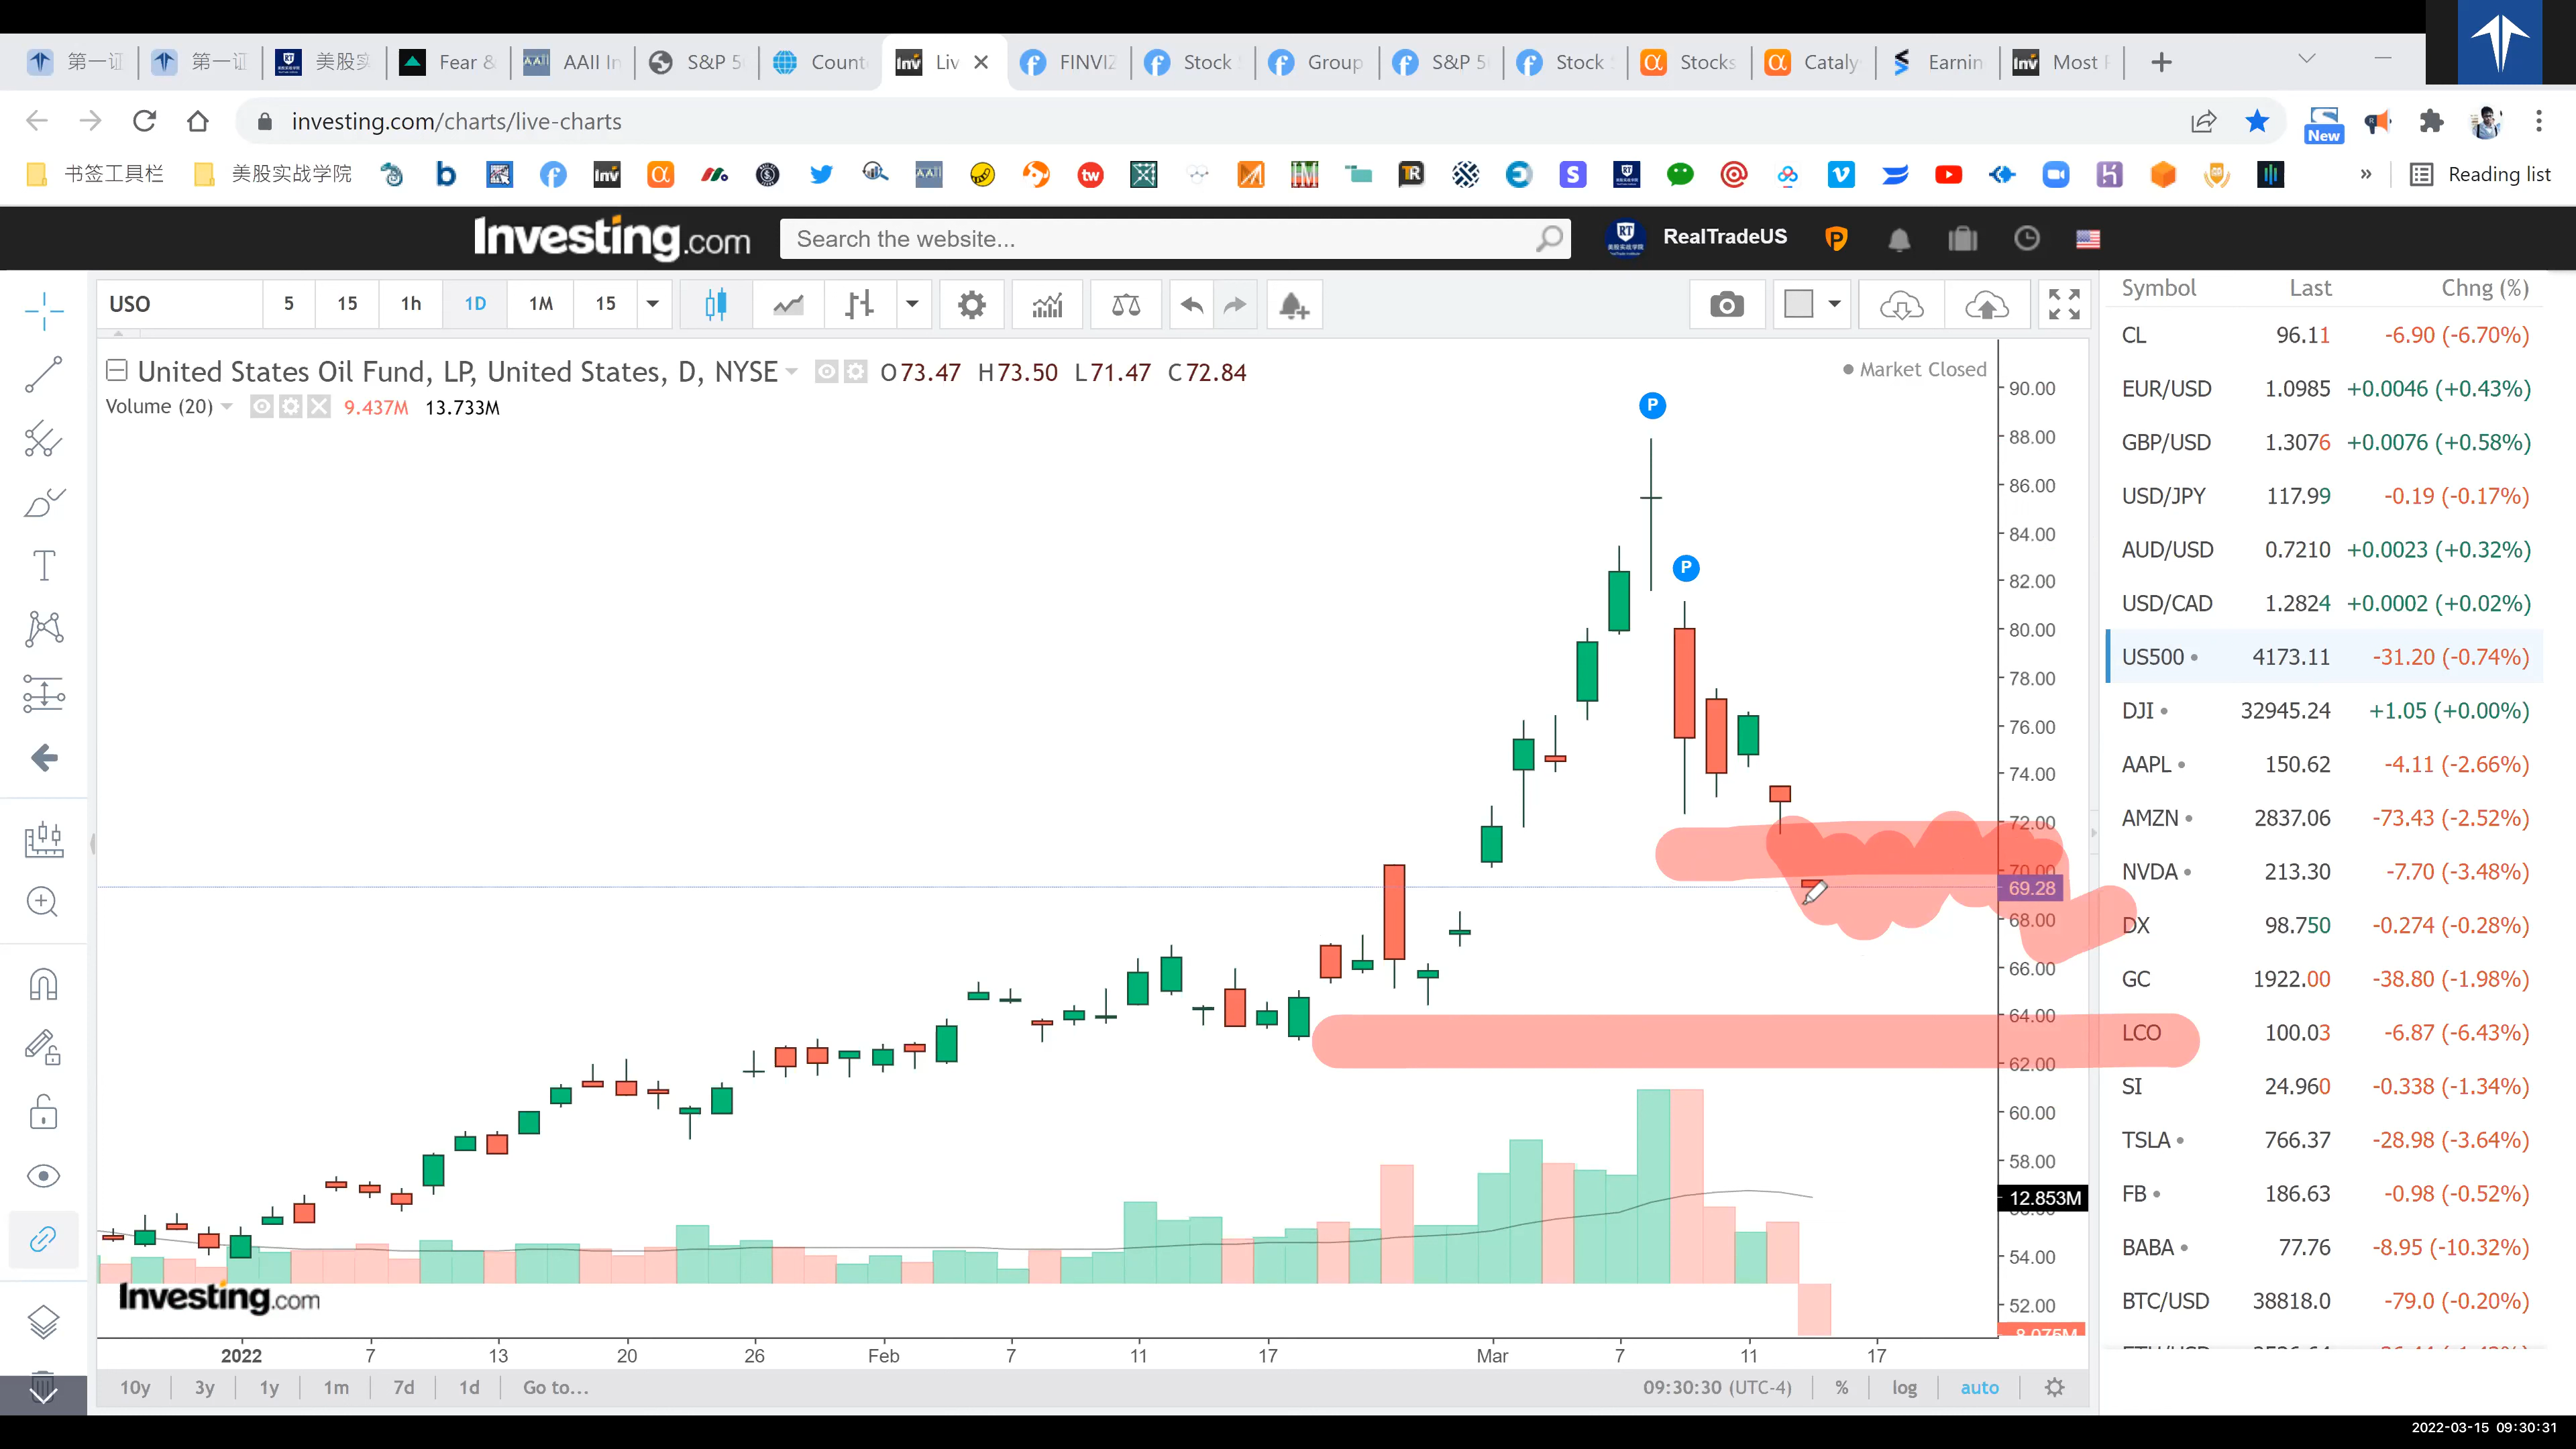 第一证 第一证 美股实 Fear & AAII In S&P 50 Count Liv FINVIZ Stock Group S&P 5 Stock Stocks Cataly Earnin Most
investing.com/charts/live-charts
New
书签工具栏 美股实战学院 Reading list
Investing.com Search the website... RealTradeUS
USO 5 15 1h 1D 1M 15
Symbol Last Chng (%)
United States Oil Fund, LP, United States, D, NYSE O73.47 H73.50 L71.47 C72.84
Market Closed
Volume (20) 9.437M 13.733M
P
P
90.00
88.00
86.00
84.00
82.00
80.00
78.00
76.00
74.00
72.00
70.00
69.28
68.00
66.00
64.00
62.00
60.00
58.00
12.853M
54.00
52.00
8.075M
CL 96.11 -6.90 (-6.70%)
EUR/USD 1.0985 +0.0046 (+0.43%)
GBP/USD 1.3076 +0.0076 (+0.58%)
USD/JPY 117.99 -0.19 (-0.17%)
AUD/USD 0.7210 +0.0023 (+0.32%)
USD/CAD 1.2824 +0.0002 (+0.02%)
US500 4173.11 -31.20 (-0.74%)
DJI 32945.24 +1.05 (+0.00%)
AAPL 150.62 -4.11 (-2.66%)
AMZN 2837.06 -73.43 (-2.52%)
NVDA 213.30 -7.70 (-3.48%)
DX 98.750 -0.274 (-0.28%)
GC 1922.00 -38.80 (-1.98%)
LCO 100.03 -6.87 (-6.43%)
SI 24.960 -0.338 (-1.34%)
TSLA 766.37 -28.98 (-3.64%)
FB 186.63 -0.98 (-0.52%)
BABA 77.76 -8.95 (-10.32%)
BTC/USD 38818.0 -79.0 (-0.20%)
Investing.com
2022 7 13 20 26 Feb 7 11 17 Mar 7 11 17
10y 3y 1y 1m 7d 1d Go to... 09:30:30 (UTC-4) % log auto
2022-03-15 09:30:31